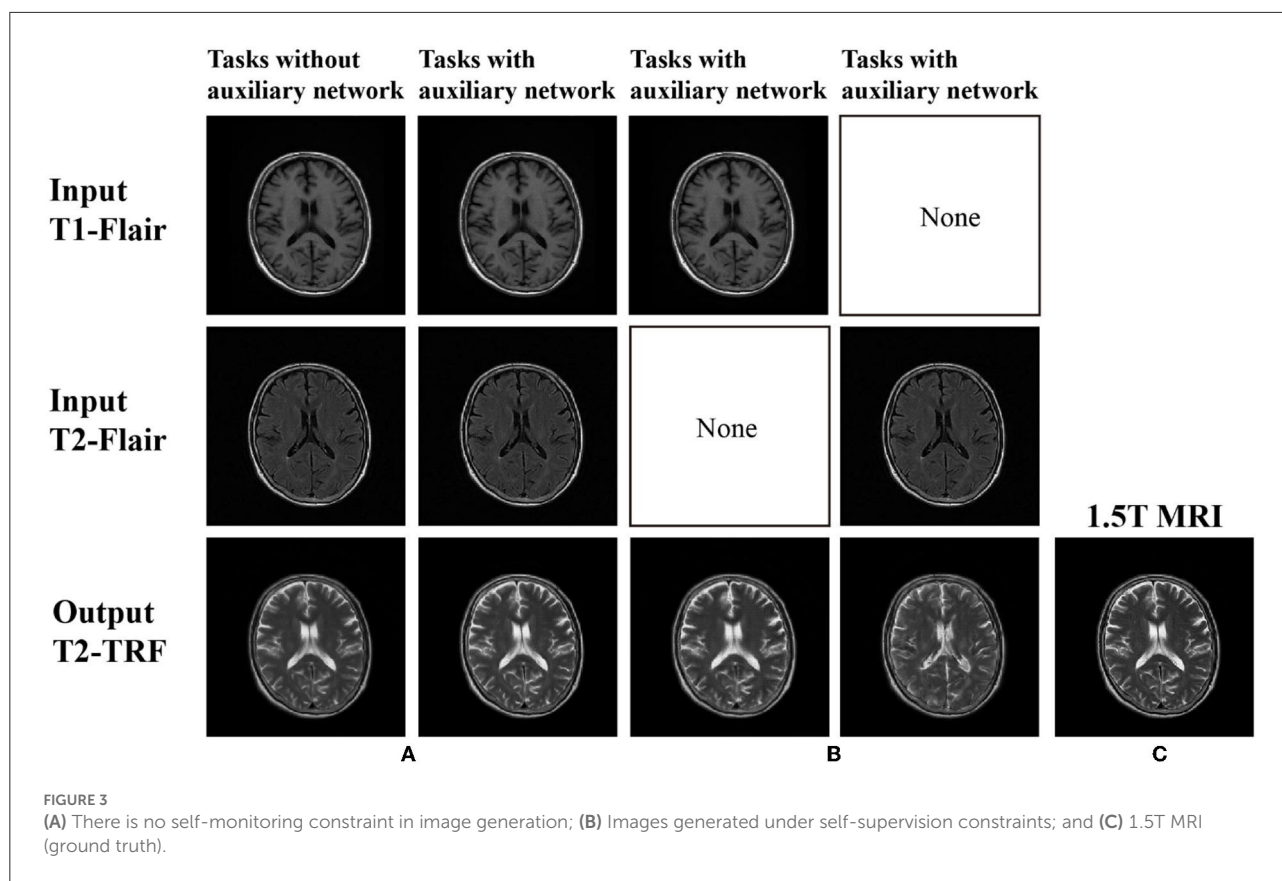 Tasks without
auxiliary network
Tasks with
auxiliary network
Tasks with
auxiliary network
Tasks with
auxiliary network
Input
T1-Flair
None
Input
T2-Flair
None
1.5T MRI
Output
T2-TRF
A
B
C
FIGURE 3
(A) There is no self-monitoring constraint in image generation; (B) Images generated under self-supervision constraints; and (C) 1.5T MRI
(ground truth).